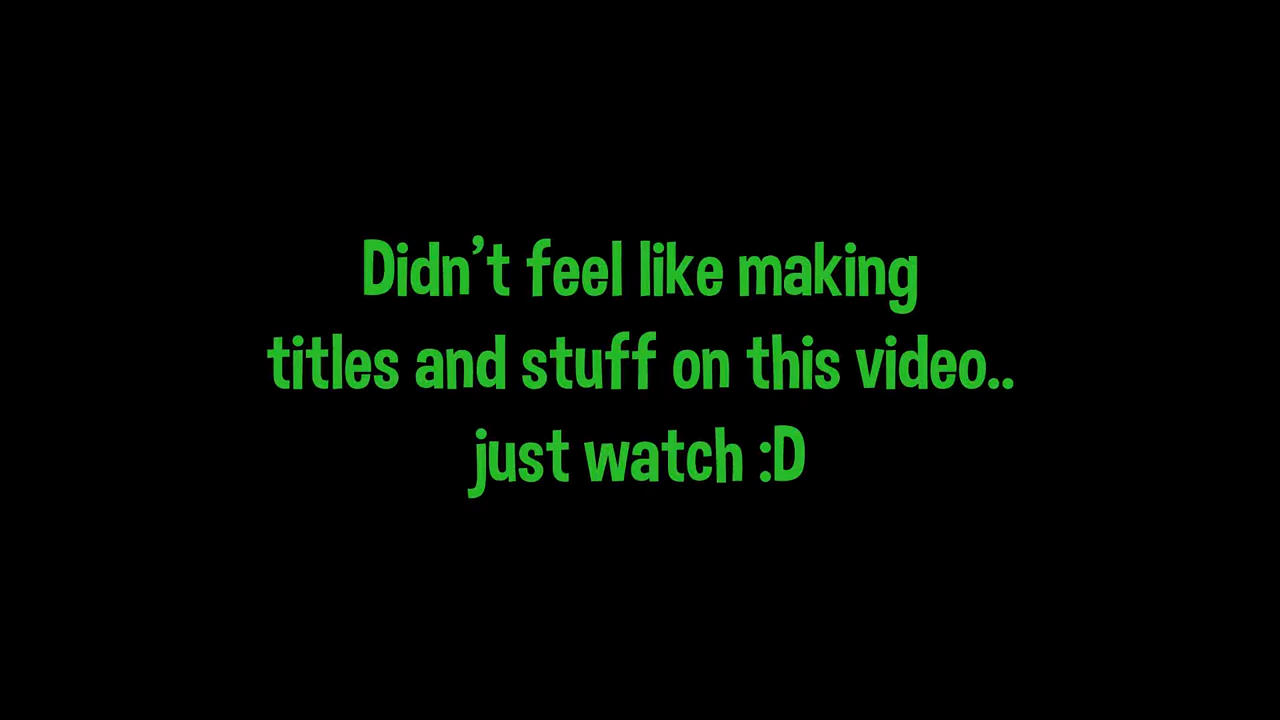 Didn't feel like making
titles and stuff on this video..
just watch :D